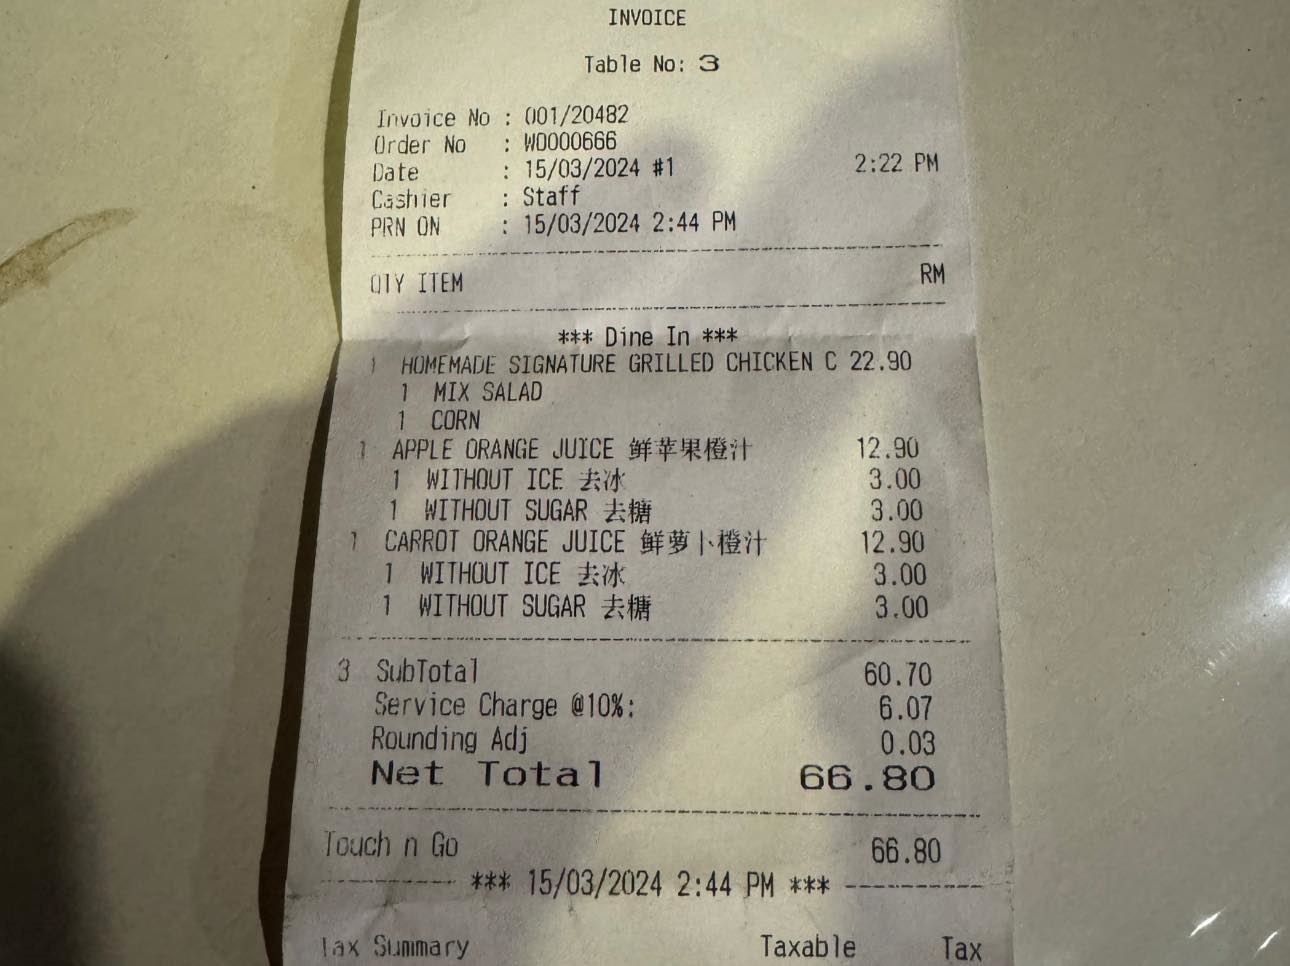 INVOICE
Table No: 3
Invoice No : 001/20482
Order No : W0000666
Date : 15/03/2024 #1 2:22 PM
Cashier : Staff
PRN ON : 15/03/2024 2:44 PM
QTY ITEM RM
*** Dine In ***
1 HOMEMADE SIGNATURE GRILLED CHICKEN C 22.90
1 MIX SALAD
1 CORN
1 APPLE ORANGE JUICE 鲜苹果橙汁 12.90
1 WITHOUT ICE 去冰 3.00
1 WITHOUT SUGAR 去糖 3.00
1 CARROT ORANGE JUICE 鲜萝卜橙汁 12.90
1 WITHOUT ICE 去冰 3.00
1 WITHOUT SUGAR 去糖 3.00
3 SubTotal 60.70
Service Charge @10%: 6.07
Rounding Adj 0.03
Net Total 66.80
Touch n Go 66.80
*** 15/03/2024 2:44 PM ***
Tax Summary Taxable Tax